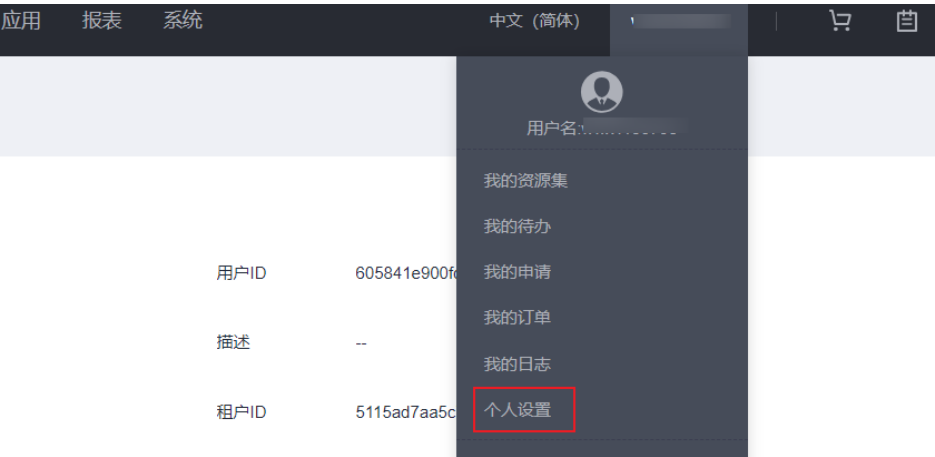 应用 报表 系统 中文 (简体)
用户名:
我的资源集
我的待办
用户ID 605841e900f 我的申请
我的订单
描述 --
我的日志
租户ID 5115ad7aa5c 个人设置